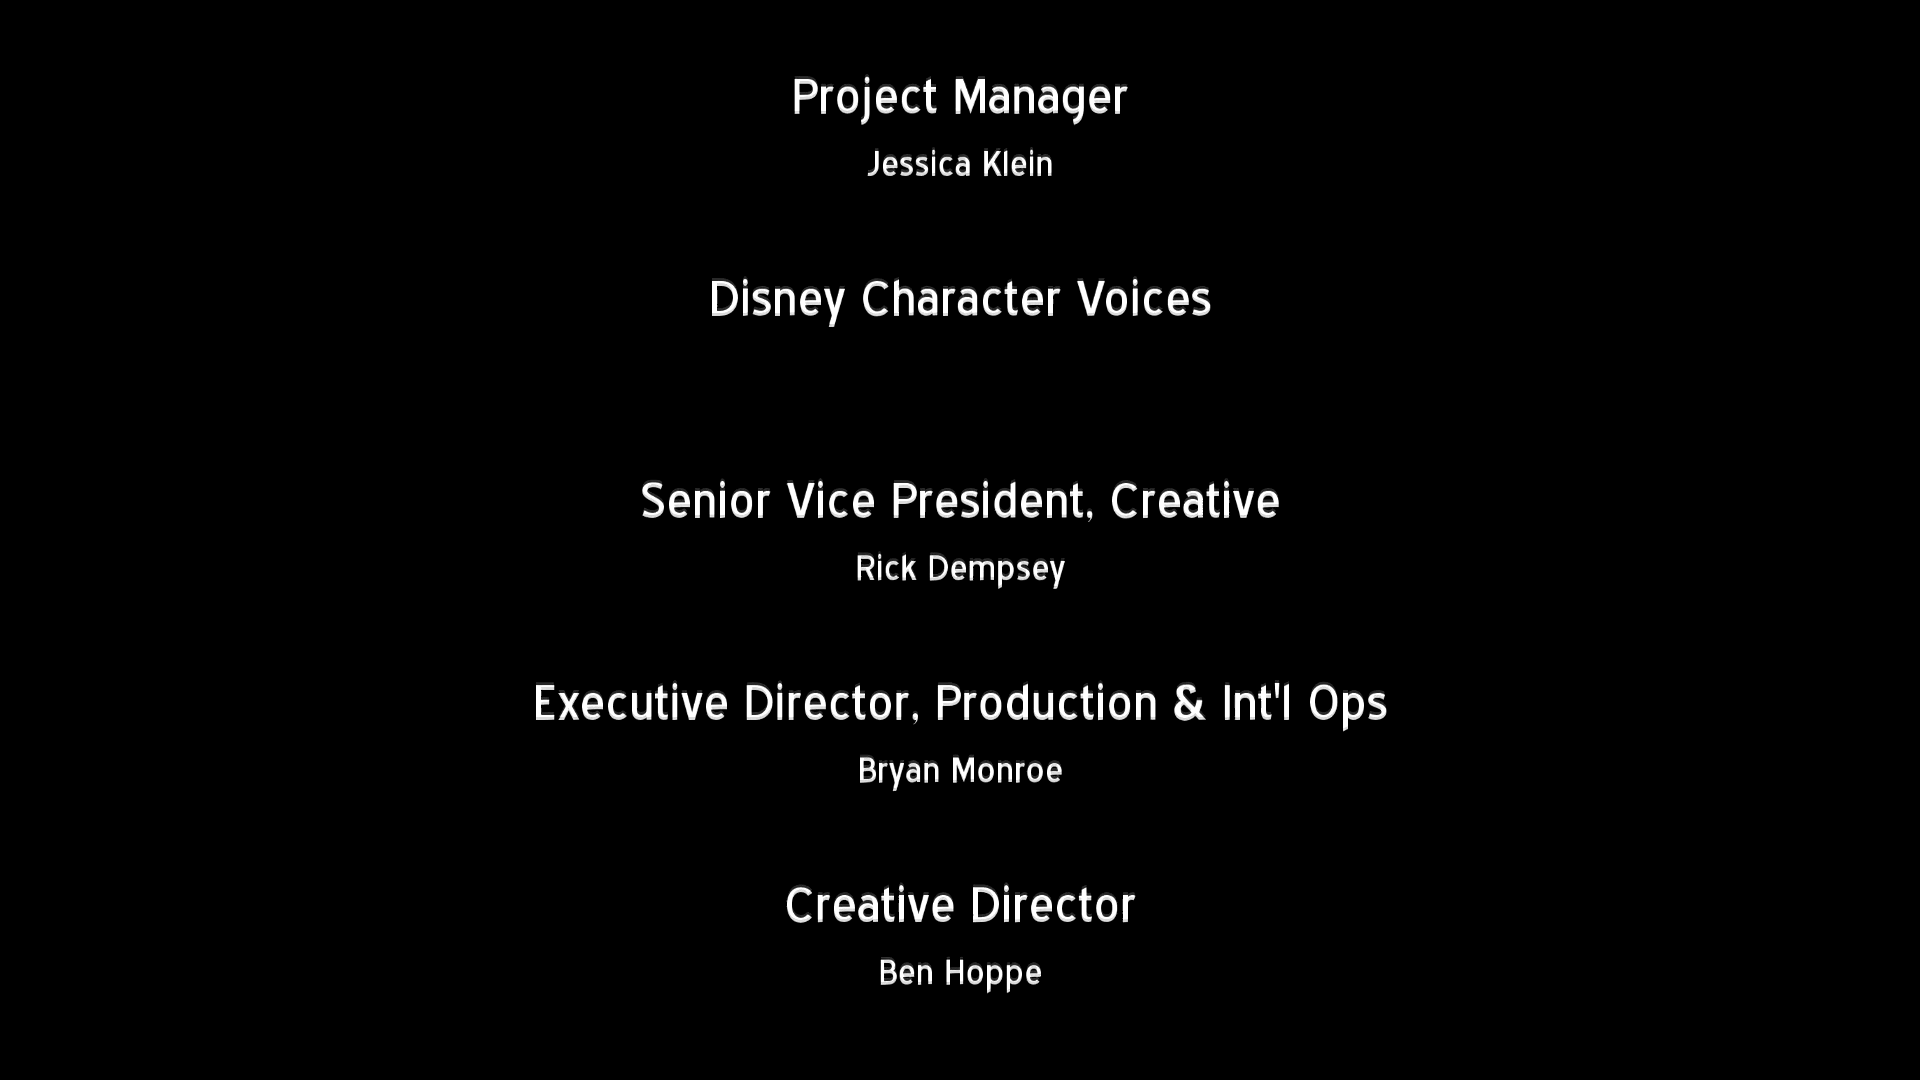 Project Manager
Jessica Klein
Disney Character Voices
Senior Vice President, Creative
Rick Dempsey
Executive Director, Production & Int'l Ops
Bryan Monroe
Creative Director
Ben Hoppe